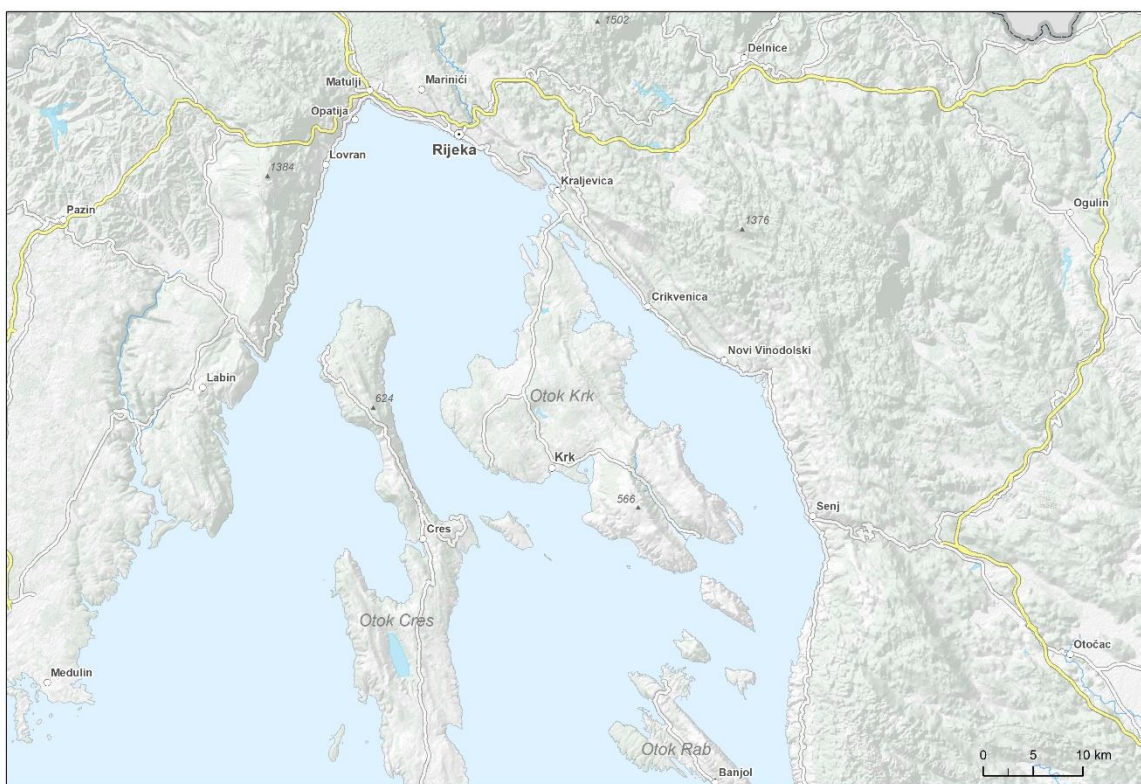 1502
Delnice
Matulji
Marinići
Opatija
Rijeka
Lovran
1384
Kraljevica
Pazin
Ogulin
1376
Crikvenica
Novi Vinodolski
Labin
624
Otok Krk
Krk
566
Senj
Cres
Otok Cres
Otočac
Medulin
Otok Rab
Banjol
0 5 10 km